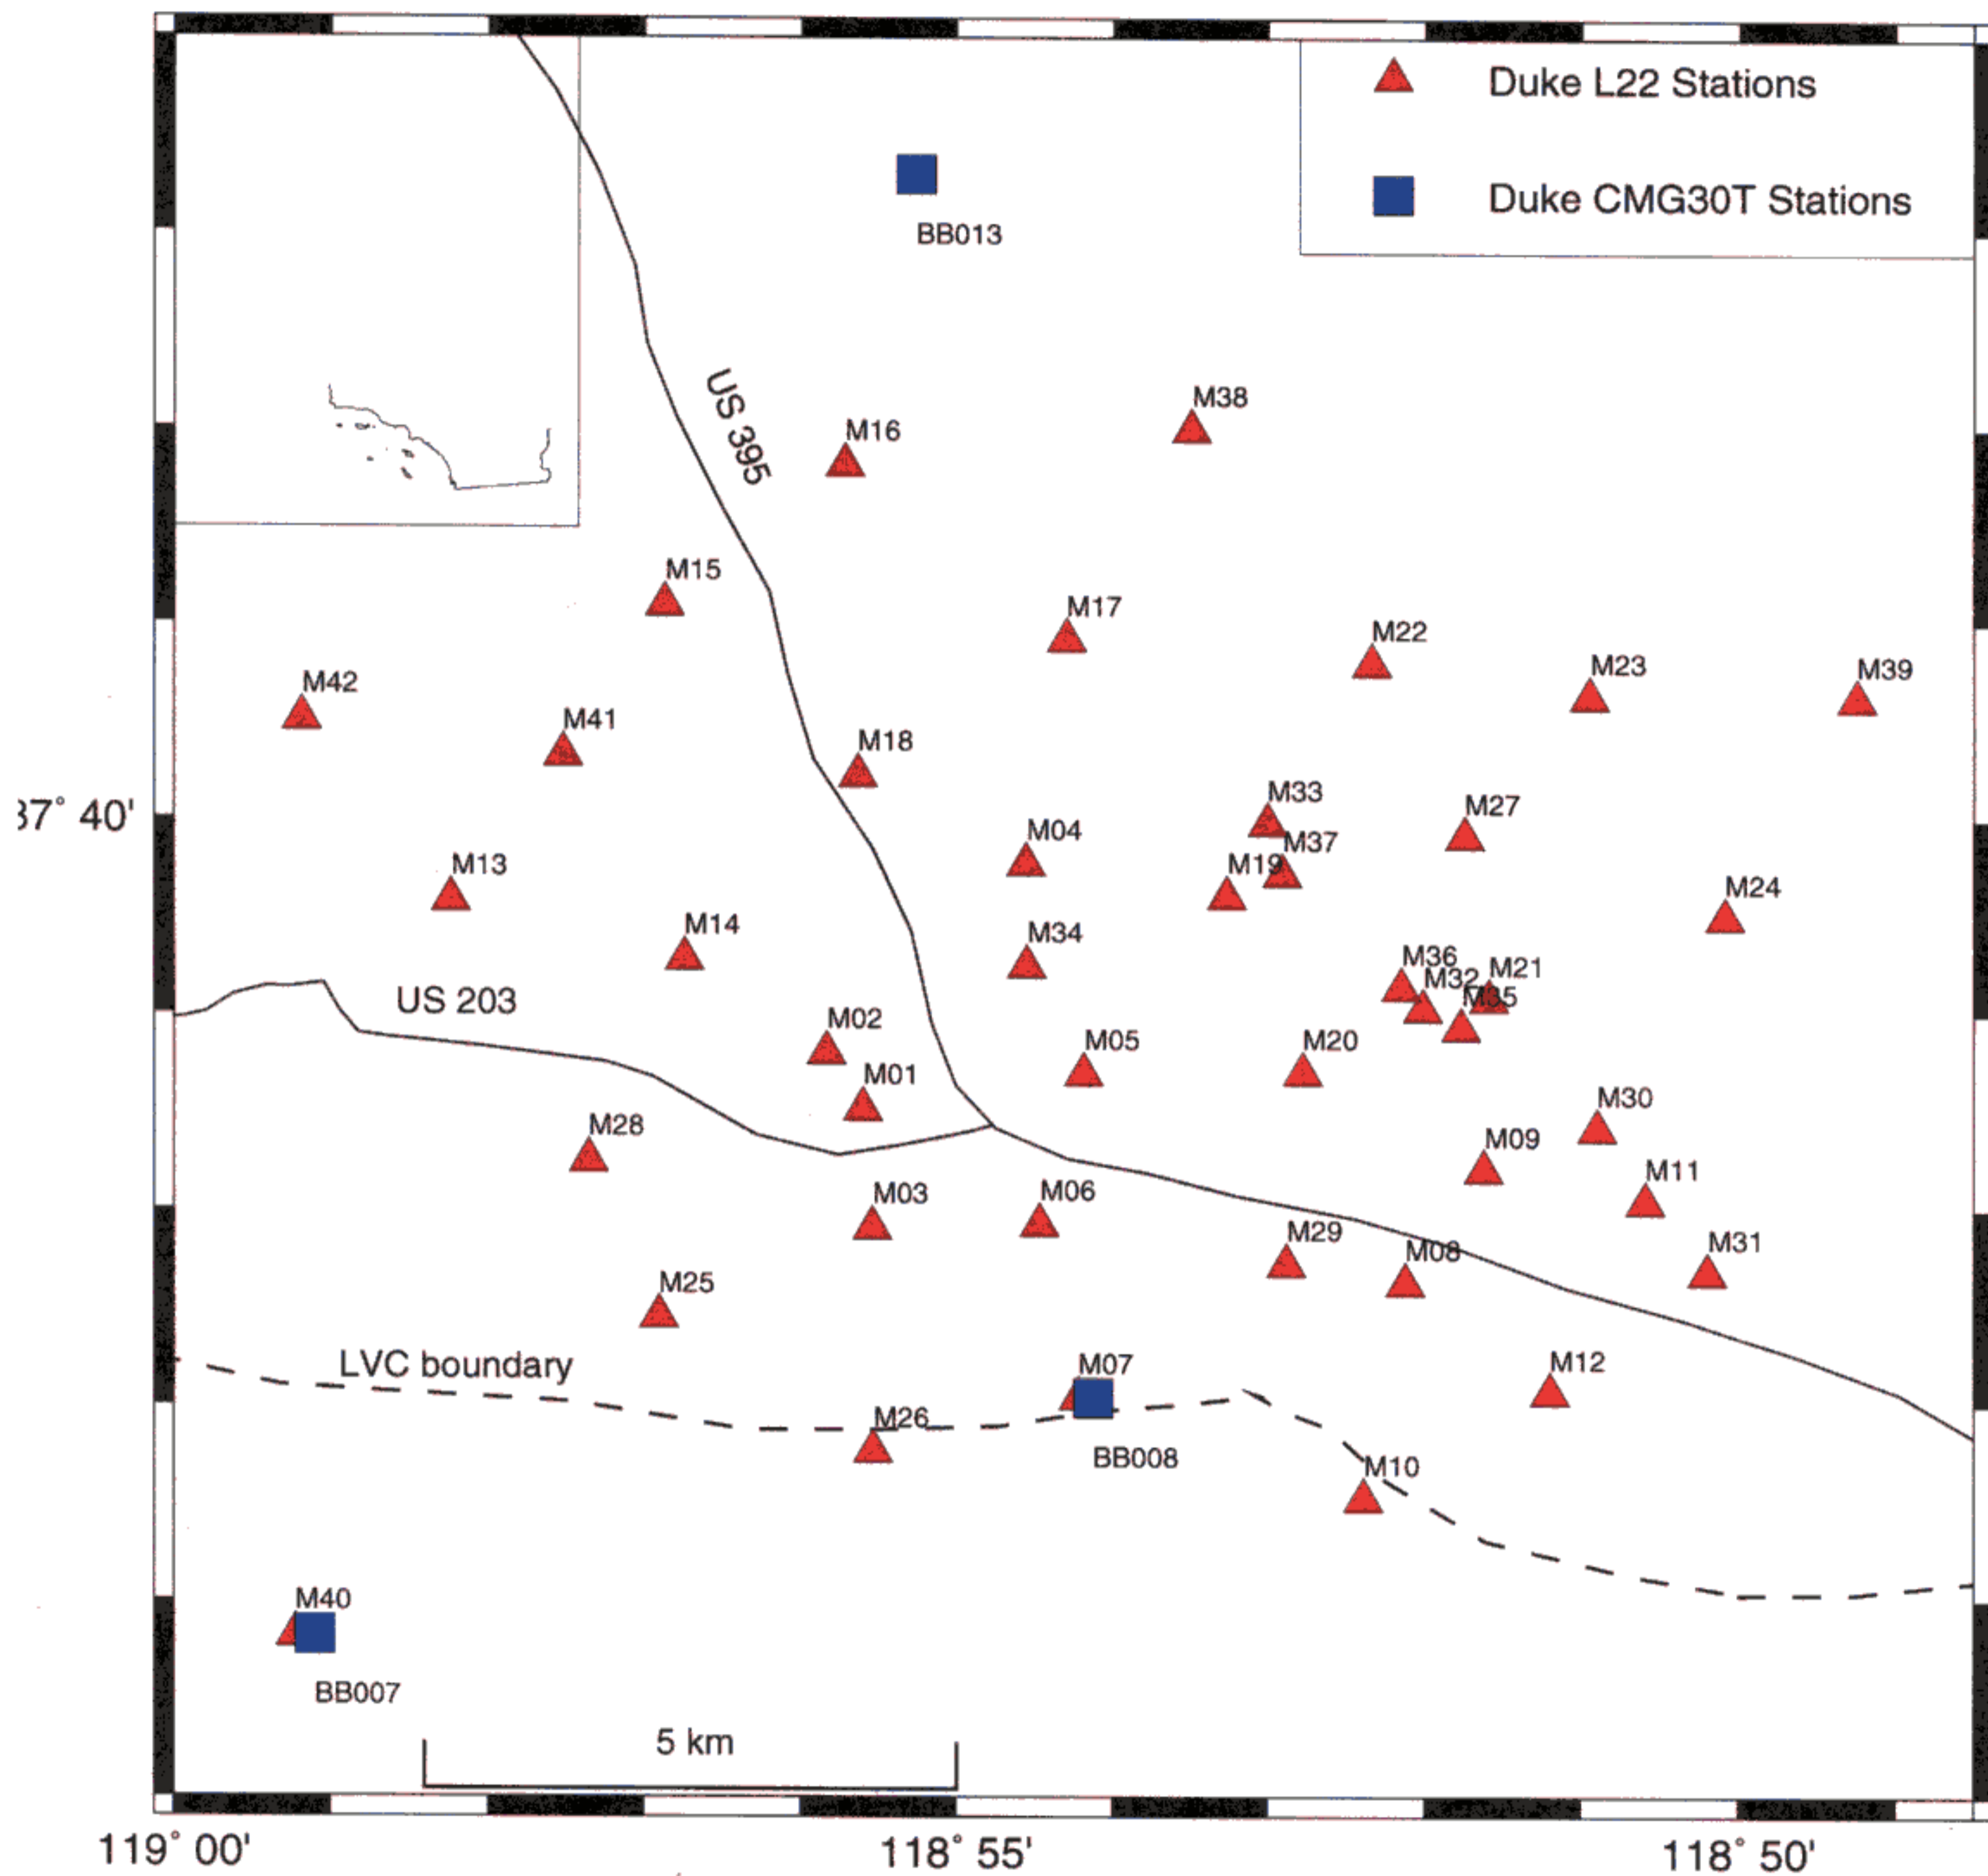 Duke L22 Stations
Duke CMG30T Stations
BB013
US 395
M38
M16
M15
M17
M22
M23
M39
M42
M41
M18
M33
M27
37° 40'
M04
M37
M13
M19
M24
M14
M34
M36
M21
M32
M35
US 203
M02
M05
M20
M01
M30
M28
M09
M11
M03
M06
M29
M08
M31
M25
LVC boundary
M07
M12
M26
BB008
M10
M40
BB007
5 km
119° 00'
118° 55'
118° 50'